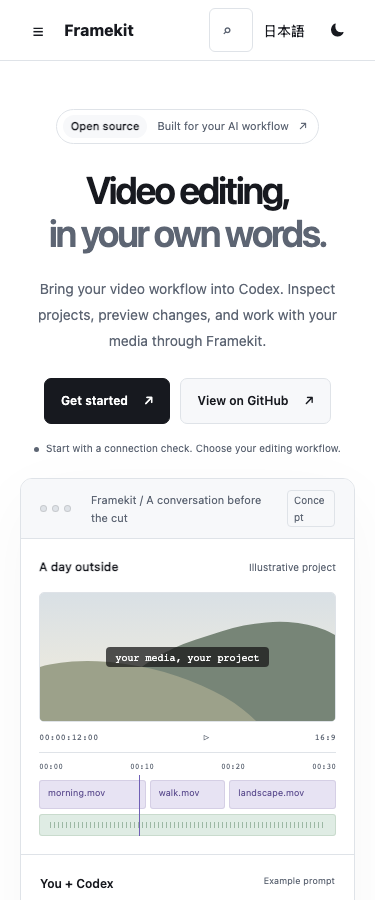 Framekit
日本語
Open source Built for your AI workflow ↗
Video editing,
in your own words.
Bring your video workflow into Codex. Inspect
projects, preview changes, and work with your
media through Framekit.
Get started ↗ View on GitHub ↗
Start with a connection check. Choose your editing workflow.
Framekit / A conversation before
the cut
Conce
pt
A day outside Illustrative project
your media, your project
00:00:12:00 ▷ 16:9
00:00 00:10 00:20 00:30
morning.mov walk.mov landscape.mov
You + Codex Example prompt